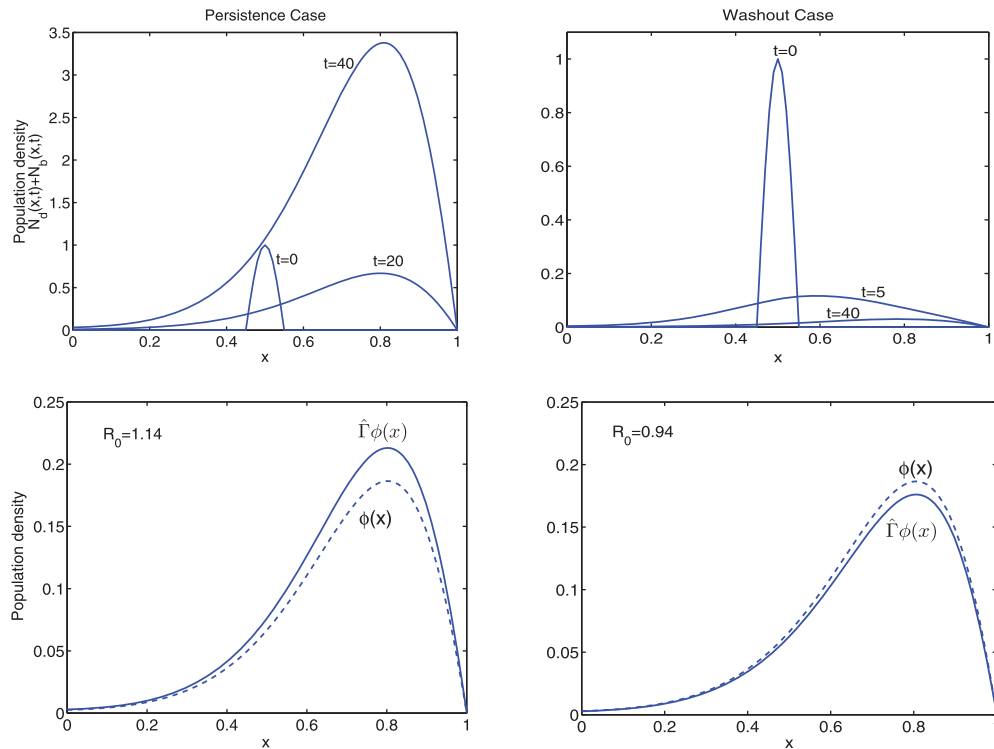 Persistence Case
3.5
3
2.5
2
1.5
1
0.5
0
0 0.2 0.4 0.6 0.8 1
x
Population density
N_d(x,t)+N_b(x,t)
t=40
t=0
t=20
Washout Case
1
0.8
0.6
0.4
0.2
0
0 0.2 0.4 0.6 0.8 1
x
t=0
t=5
t=40
0.25
0.2
0.15
0.1
0.05
0
0 0.2 0.4 0.6 0.8 1
x
Population density
R_0=1.14
Γ̂ϕ(x)
ϕ(x)
0.25
0.2
0.15
0.1
0.05
0
0 0.2 0.4 0.6 0.8
x
R_0=0.94
ϕ(x)
Γ̂ϕ(x)